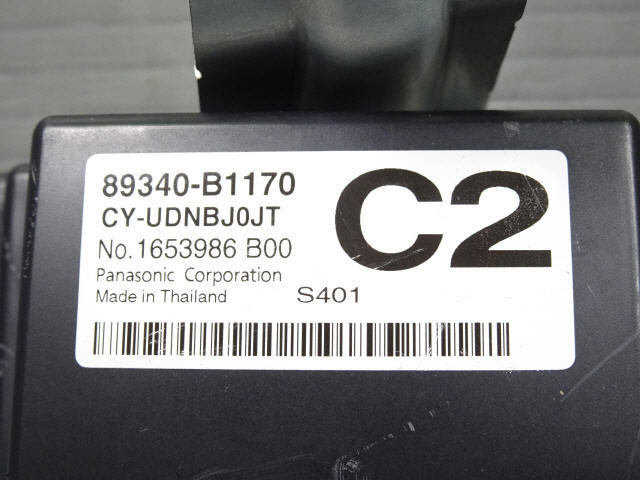 89340-B1170
CY-UDNBJ0JT
C2
No.1653986 B00
Panasonic Corporation
Made in Thailand S401